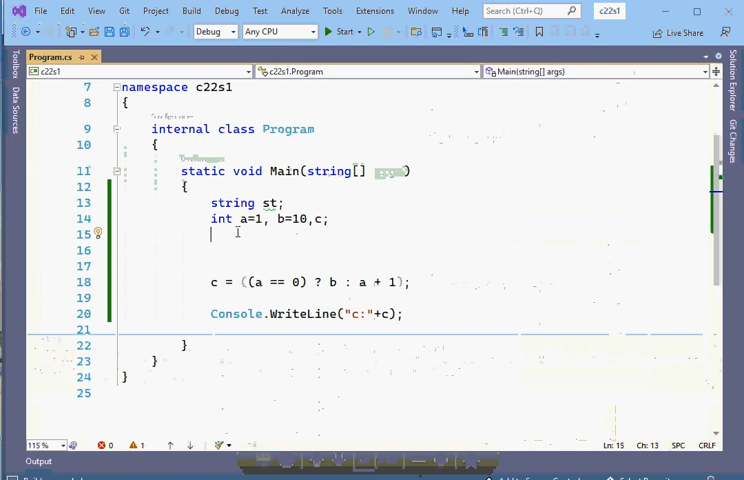 File Edit View Git Project Build Debug Test Analyze Tools Extensions Window Help Search (Ctrl+Q) c22s1
Debug Any CPU Start Live Share
Program.cs
c22s1 c22s1.Program Main(string[] args)
7 namespace c22s1
8 {
9 internal class Program
10 {
11 static void Main(string[] )
12 {
13 string st;
14 int a=1, b=10,c;
15
16
17
18 c = ((a == 0) ? b : a + 1);
19
20 Console.WriteLine("c:"+c);
21
22 }
23 }
24 }
25
Toolbox
Data Sources
Solution Explorer
Git Changes
115 % 0 1 Ln: 15 Ch: 13 SPC CRLF
Output